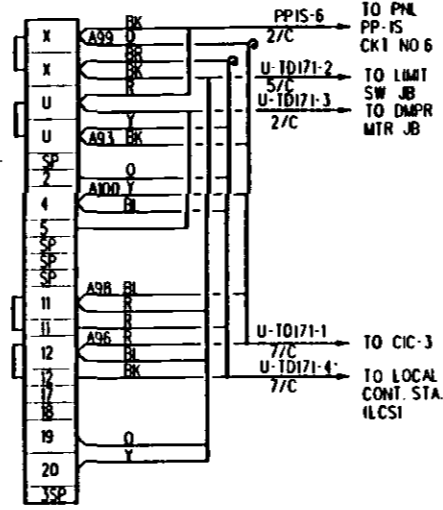 BK
PPIS-6
TO PNL
X
A99
O
2/C
PP-IS
BR
CKT NO 6
X
BK
U-TD171-2
TO LIMIT
R
5/C
SW JB
U
U-TD171-3
TO DMPR
Y
2/C
MTR JB
U
A93
BK
SP
2
O
A100
Y
4
BL
5
SP
SP
SP
A98
BL
11
R
11
R
A96
R
U-TD171-1
12
BL
7/C
TO CIC-3
12
BK
U-TD171-4
TO LOCAL
17
7/C
CONT. STA.
18
(LCS)
19
O
Y
20
3SP